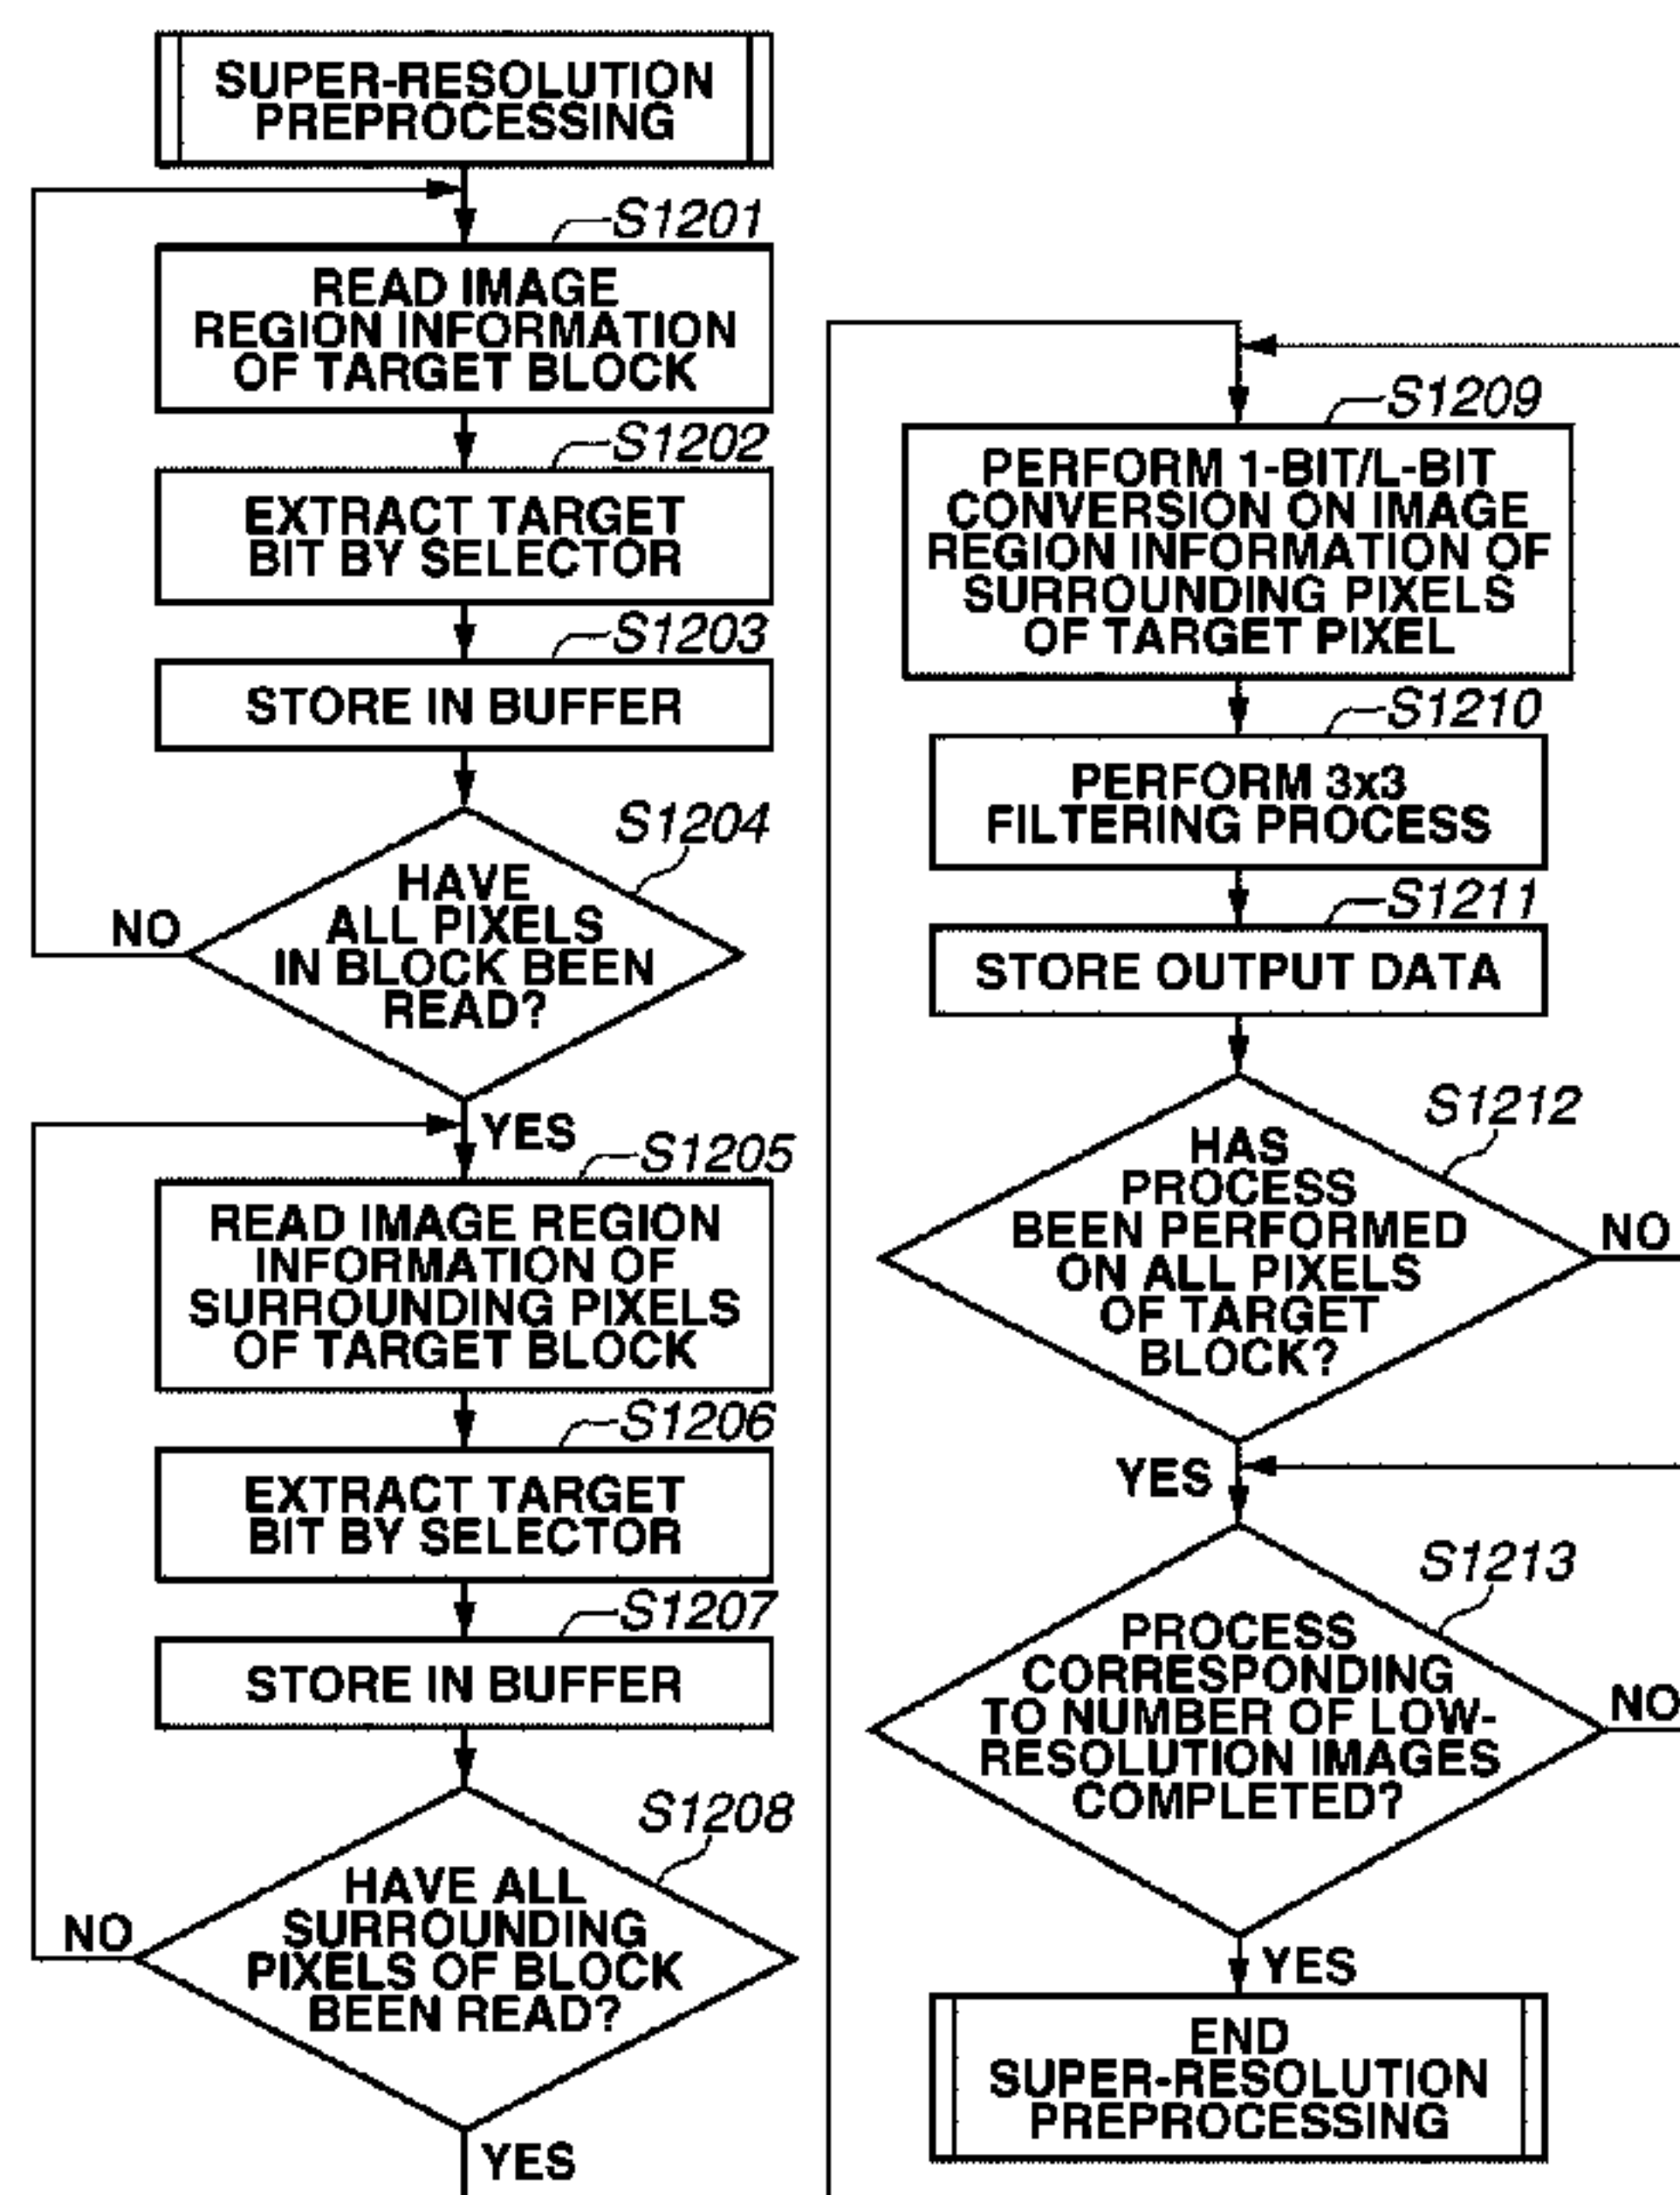 SUPER-RESOLUTION
PREPROCESSING
S1201
READ IMAGE
REGION INFORMATION
OF TARGET BLOCK
S1202
EXTRACT TARGET
BIT BY SELECTOR
S1203
STORE IN BUFFER
S1204
HAVE
ALL PIXELS
IN BLOCK BEEN
READ?
NO
YES
S1205
READ IMAGE REGION
INFORMATION OF
SURROUNDING PIXELS
OF TARGET BLOCK
S1206
EXTRACT TARGET
BIT BY SELECTOR
S1207
STORE IN BUFFER
S1208
HAVE ALL
SURROUNDING
PIXELS OF BLOCK
BEEN READ?
NO
YES
S1209
PERFORM 1-BIT/L-BIT
CONVERSION ON IMAGE
REGION INFORMATION OF
SURROUNDING PIXELS
OF TARGET PIXEL
S1210
PERFORM 3x3
FILTERING PROCESS
S1211
STORE OUTPUT DATA
S1212
HAS
PROCESS
BEEN PERFORMED
ON ALL PIXELS
OF TARGET
BLOCK?
NO
YES
S1213
PROCESS
CORRESPONDING
TO NUMBER OF LOW-
RESOLUTION IMAGES
COMPLETED?
NO
YES
END
SUPER-RESOLUTION
PREPROCESSING